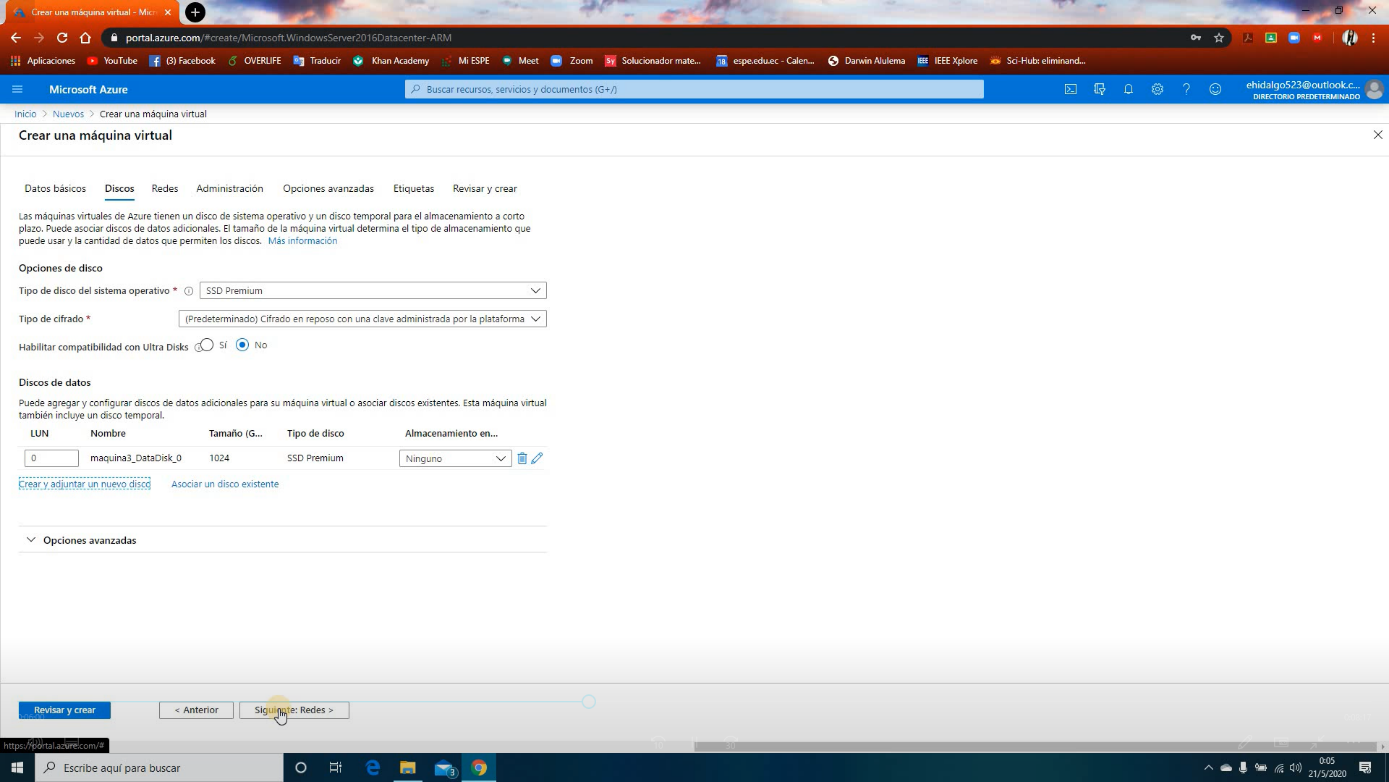 Crear una máquina virtual - Micr
portal.azure.com/#create/Microsoft.WindowsServer2016Datacenter-ARM
Aplicaciones YouTube (3) Facebook OVERLIFE Traducir Khan Academy Mi ESPE Meet Zoom Solucionador mate... espe.edu.ec - Calen... Darwin Alulema IEEE Xplore Sci-Hub: eliminand...
Microsoft Azure
Buscar recursos, servicios y documentos (G+/)
ehidalgo523@outlook.c...
DIRECTORIO PREDETERMINADO
Inicio > Nuevos > Crear una máquina virtual
Crear una máquina virtual
Datos básicos Discos Redes Administración Opciones avanzadas Etiquetas Revisar y crear
Las máquinas virtuales de Azure tienen un disco de sistema operativo y un disco temporal para el almacenamiento a corto
plazo. Puede asociar discos de datos adicionales. El tamaño de la máquina virtual determina el tipo de almacenamiento que
puede usar y la cantidad de datos que permiten los discos. Más información
Opciones de disco
Tipo de disco del sistema operativo * SSD Premium
Tipo de cifrado * (Predeterminado) Cifrado en reposo con una clave administrada por la plataforma
Habilitar compatibilidad con Ultra Disks Sí No
Discos de datos
Puede agregar y configurar discos de datos adicionales para su máquina virtual o asociar discos existentes. Esta máquina virtual
también incluye un disco temporal.
LUN Nombre Tamaño (G... Tipo de disco Almacenamiento en...
0 maquina3_DataDisk_0 1024 SSD Premium Ninguno
Crear y adjuntar un nuevo disco Asociar un disco existente
Opciones avanzadas
Revisar y crear < Anterior Siguiente: Redes >
https://portal.azure.com/#
Escribe aquí para buscar
3
0:05
21/5/2020